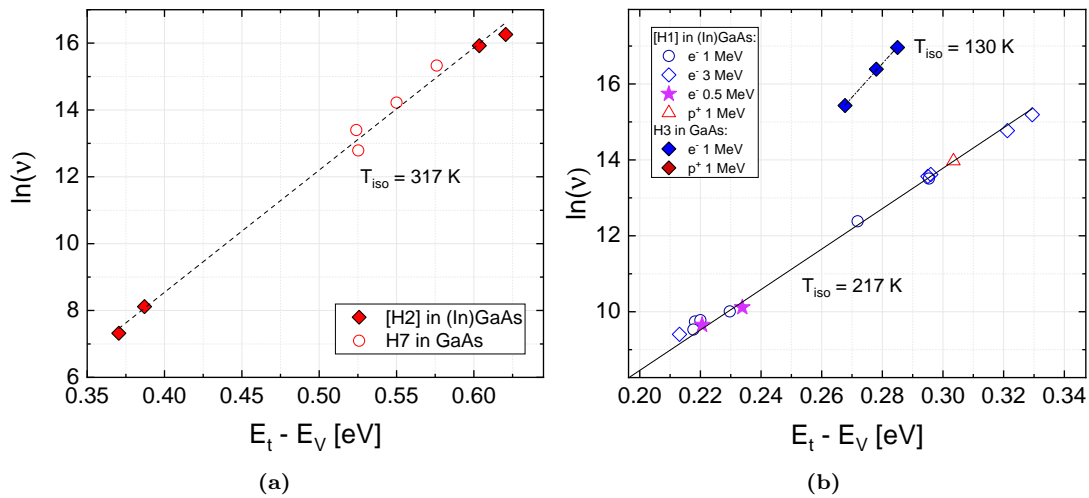 16
14
12
10
8
6
ln(ν)
0.35 0.40 0.45 0.50 0.55 0.60
E_t - E_V [eV]
T_iso = 317 K
[H2] in (In)GaAs
H7 in GaAs
(a)
16
14
12
10
ln(ν)
0.20 0.22 0.24 0.26 0.28 0.30 0.32 0.34
E_t - E_V [eV]
[H1] in (In)GaAs:
e⁻ 1 MeV
e⁻ 3 MeV
e⁻ 0.5 MeV
p⁺ 1 MeV
H3 in GaAs:
e⁻ 1 MeV
p⁺ 1 MeV
T_iso = 130 K
T_iso = 217 K
(b)